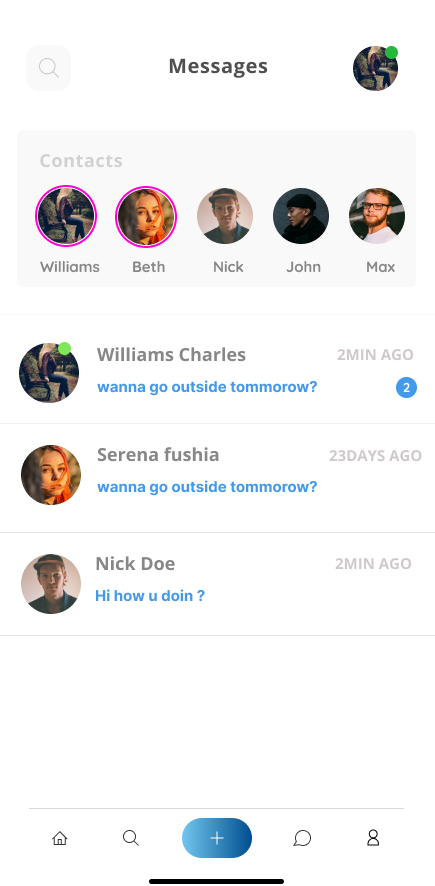 Messages
Contacts
Williams Beth Nick John Max
Williams Charles 2MIN AGO
wanna go outside tommorow? 2
Serena fushia 23DAYS AGO
wanna go outside tommorow?
Nick Doe 2MIN AGO
Hi how u doin ?